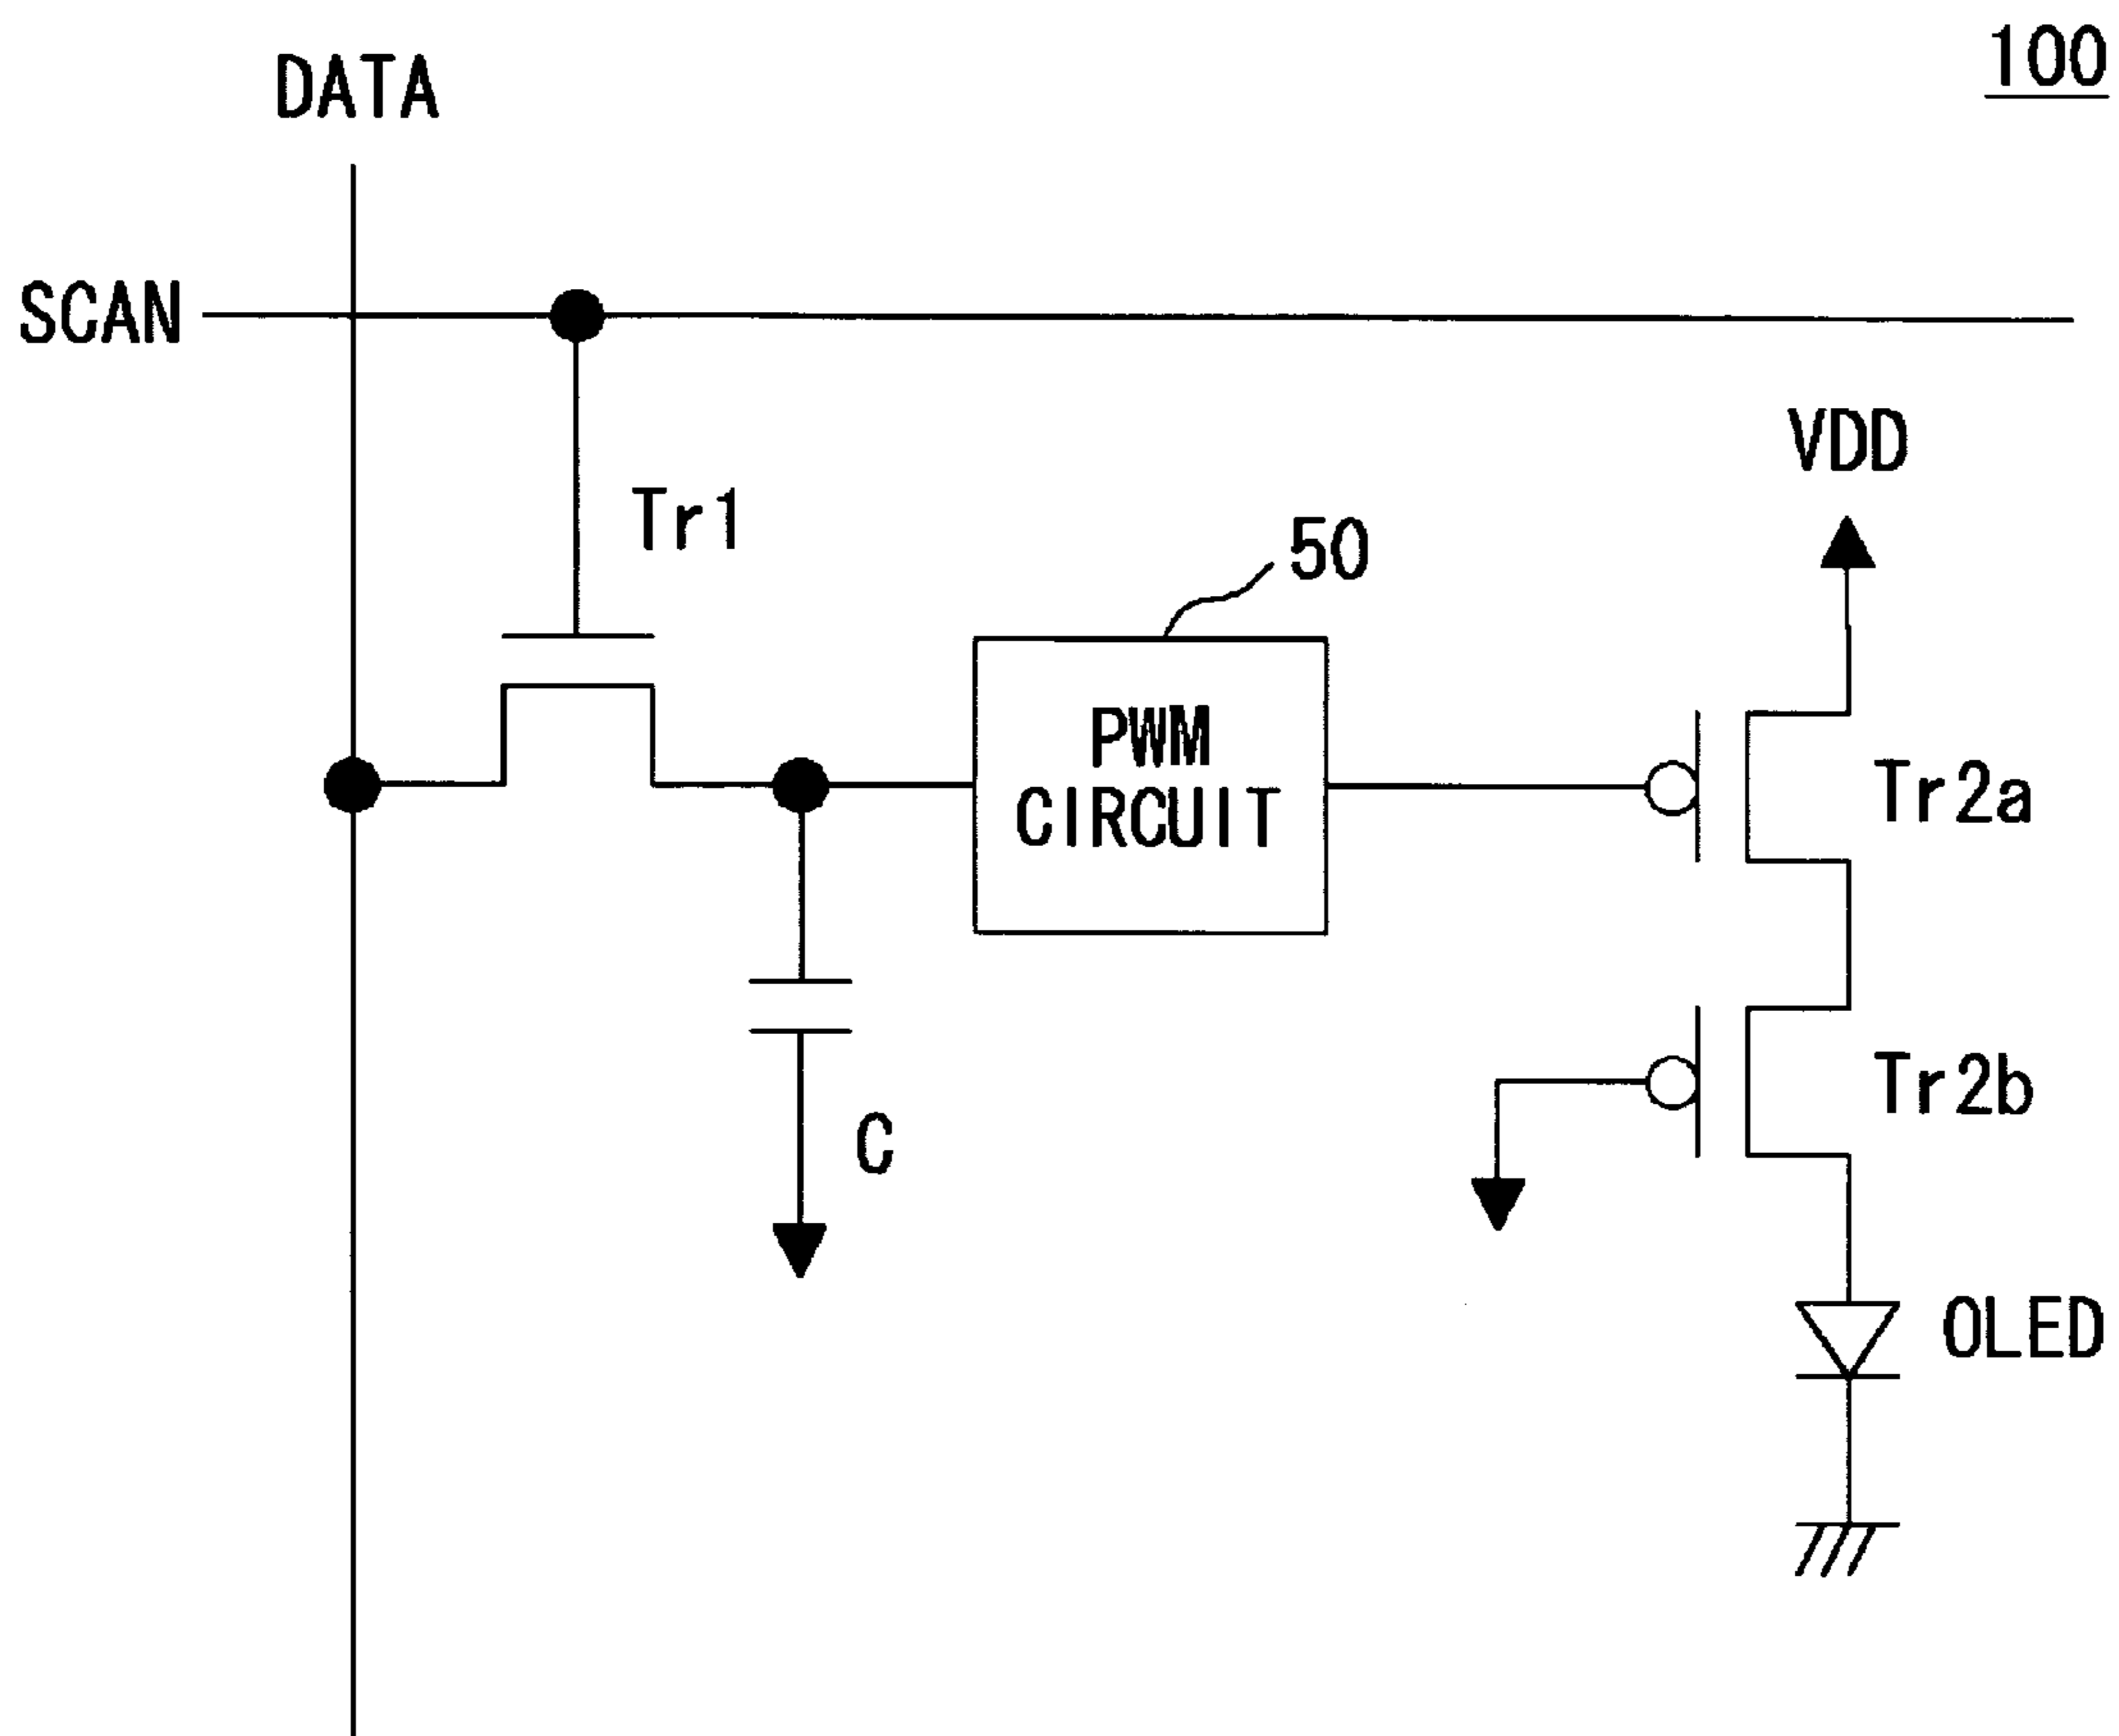 100
DATA
SCAN
VDD
Tr1
50
PWM
CIRCUIT
Tr2a
Tr2b
C
OLED